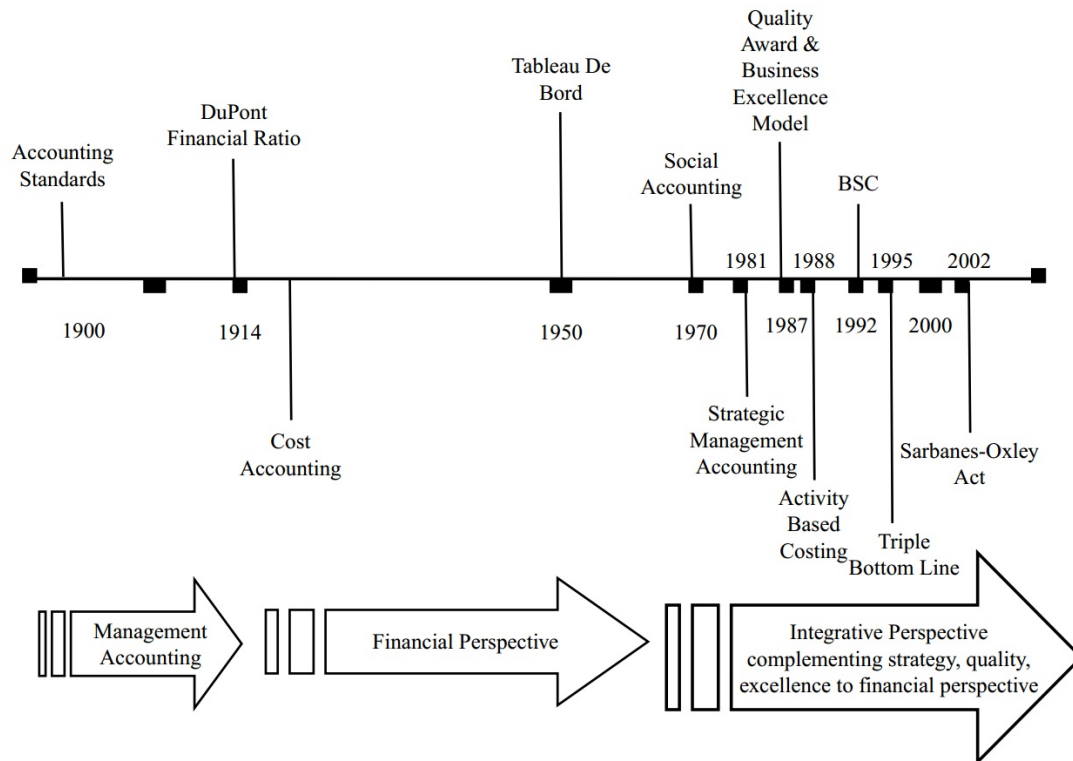 Quality
Award &
Business
Excellence
Model
Tableau De
Bord
DuPont
Financial Ratio
Accounting
Standards
Social
Accounting
BSC
1981
1988
1995
2002
1900
1914
1950
1970
1987
1992
2000
Cost
Accounting
Strategic
Management
Accounting
Activity
Based
Costing
Triple
Bottom Line
Sarbanes-Oxley
Act
Management
Accounting
Financial Perspective
Integrative Perspective
complementing strategy, quality,
excellence to financial perspective